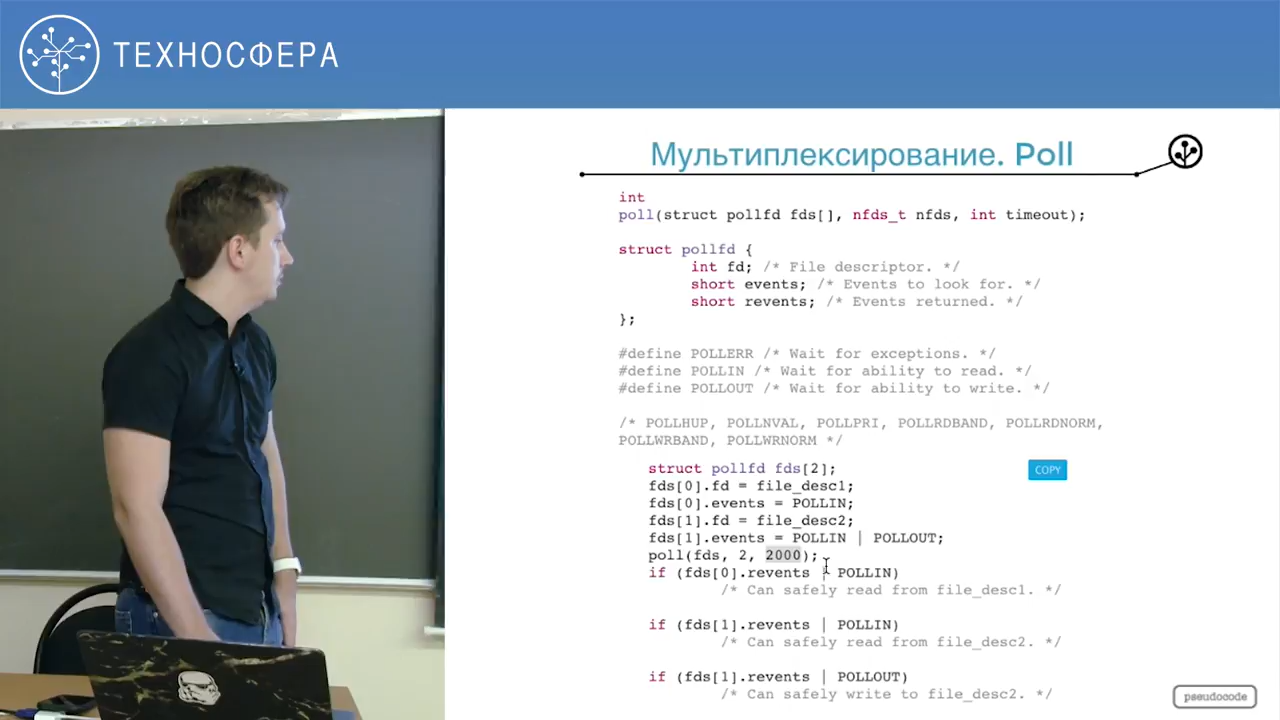 ТЕХНОСФЕРА
Мультиплексирование. Poll
int
poll(struct pollfd fds[], nfds_t nfds, int timeout);
struct pollfd {
int fd; /* File descriptor. */
short events; /* Events to look for. */
short revents; /* Events returned. */
};
#define POLLERR /* Wait for exceptions. */
#define POLLIN /* Wait for ability to read. */
#define POLLOUT /* Wait for ability to write. */
/* POLLHUP, POLLNVAL, POLLPRI, POLLRDBAND, POLLRDNORM,
POLLWRBAND, POLLWRNORM */
struct pollfd fds[2];
COPY
fds[0].fd = file_desc1;
fds[0].events = POLLIN;
fds[1].fd = file_desc2;
fds[1].events = POLLIN | POLLOUT;
poll(fds, 2, 2000);
if (fds[0].revents | POLLIN)
/* Can safely read from file_desc1. */
if (fds[1].revents | POLLIN)
/* Can safely read from file_desc2. */
if (fds[1].revents | POLLOUT)
/* Can safely write to file_desc2. */
pseudocode